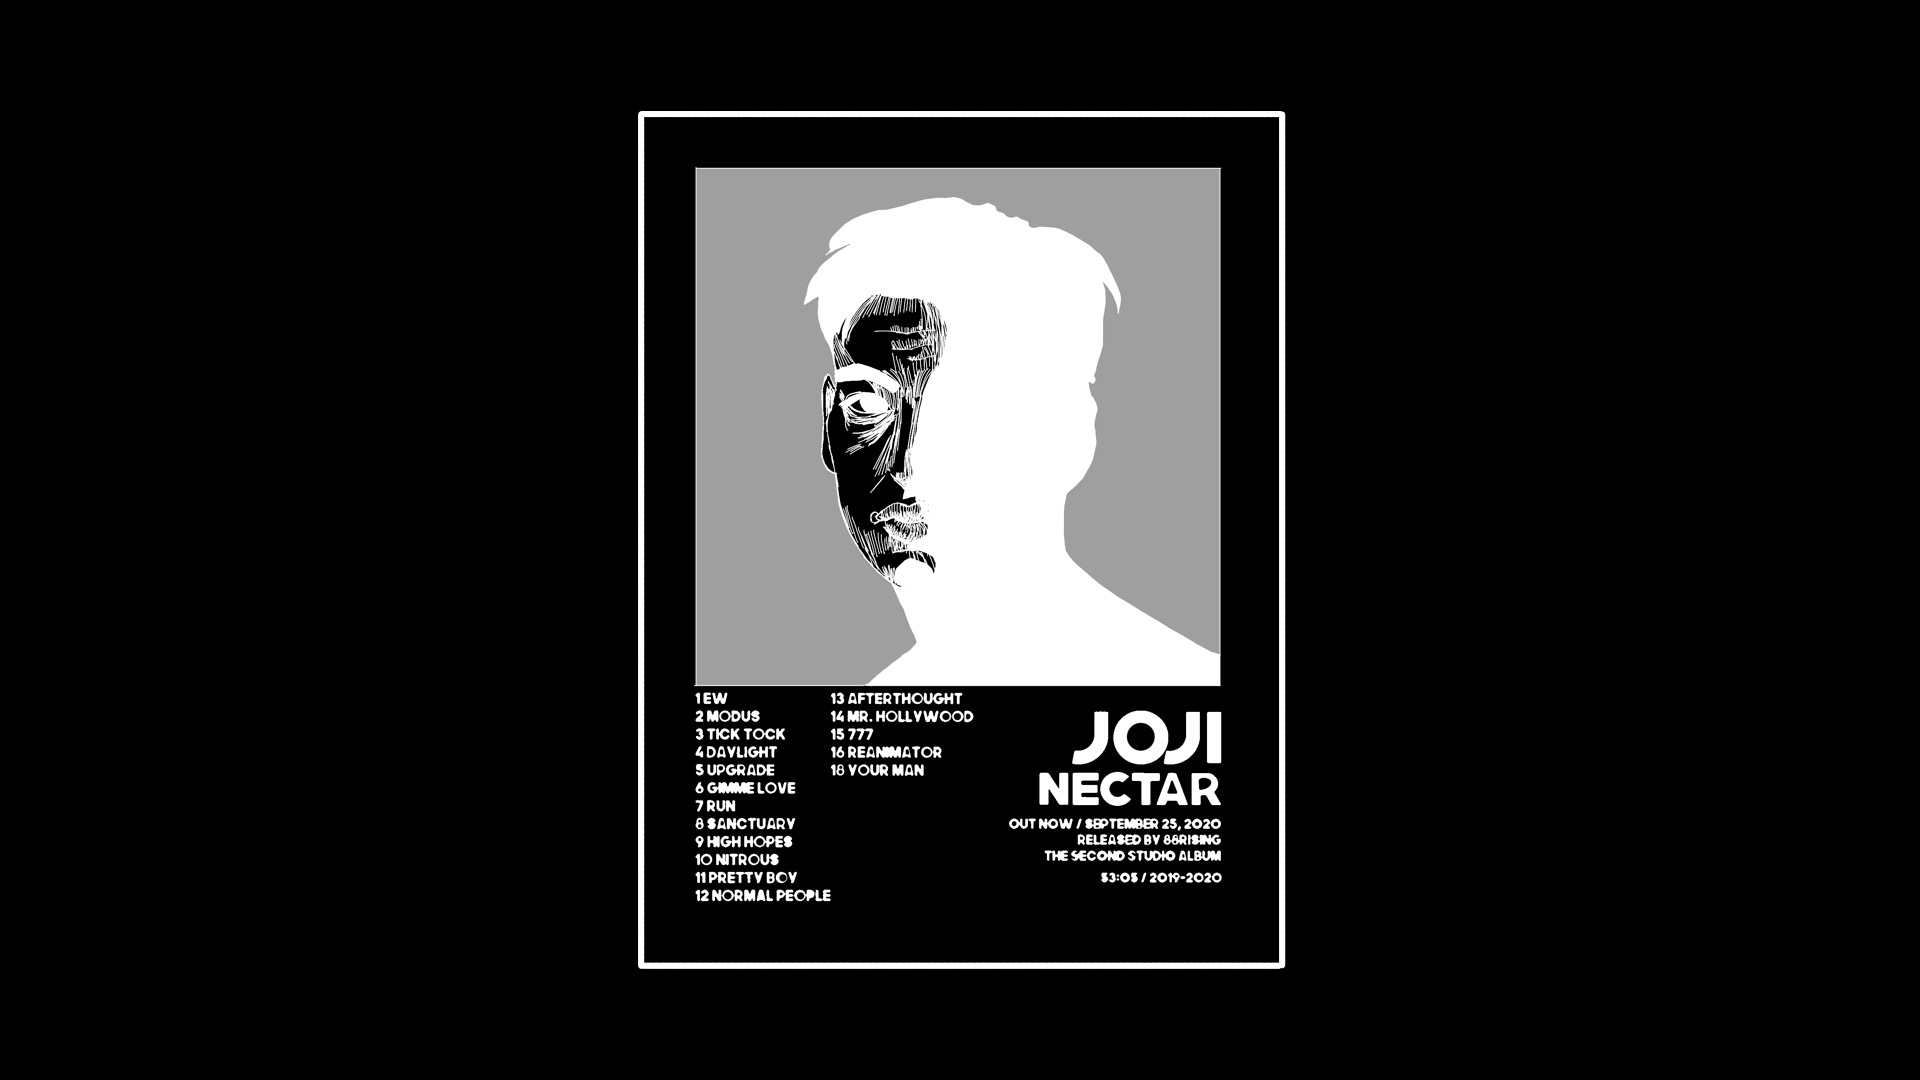 1 EW
2 MODUS
3 TICK TOCK
4 DAYLIGHT
5 UPGRADE
6 GIMME LOVE
7 RUN
8 SANCTUARY
9 HIGH HOPES
10 NITROUS
11 PRETTY BOY
12 NORMAL PEOPLE
13 AFTERTHOUGHT
14 MR. HOLLYWOOD
15 777
16 REANIMATOR
18 YOUR MAN
JOJI
NECTAR
OUT NOW / SEPTEMBER 25, 2020
RELEASED BY 88RISING
THE SECOND STUDIO ALBUM
53:05 / 2019-2020